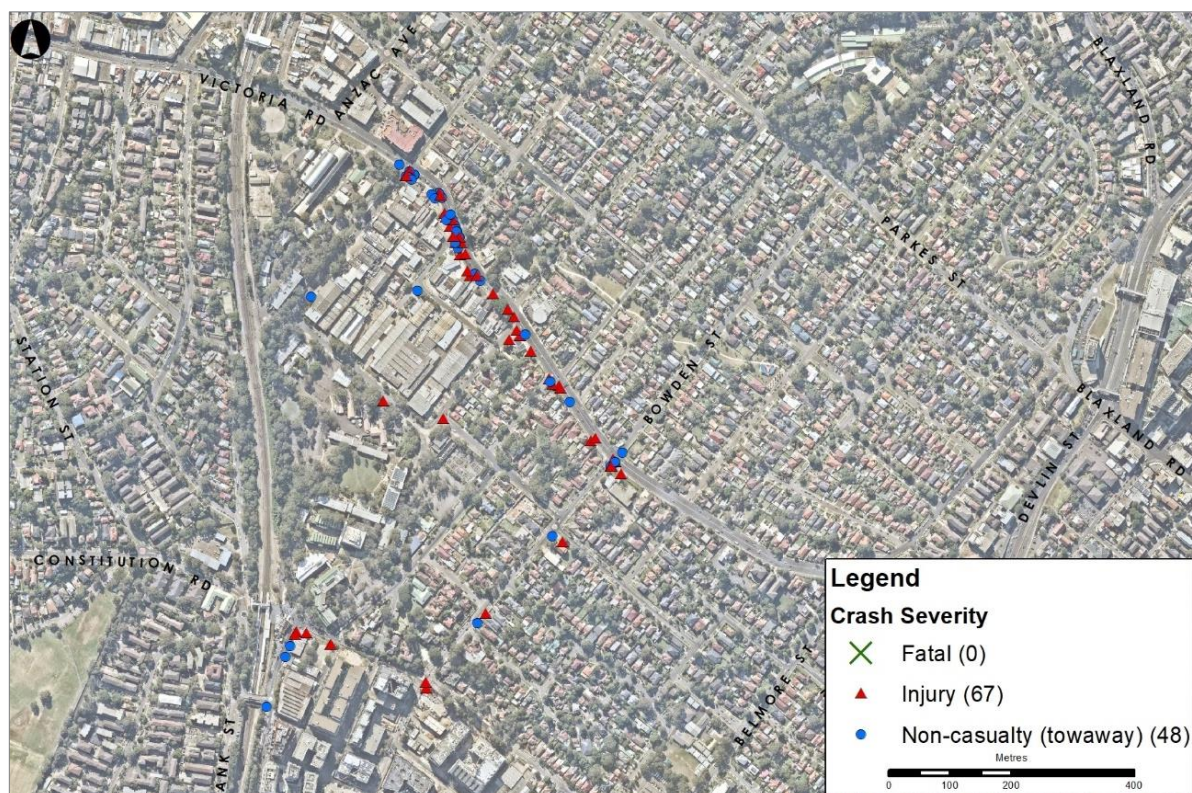 VICTORIA RD
ANZAC AVE
BLAXLAND RD
PARKES ST
STATION ST
BOWDEN ST
BLAXLAND RD
DEVLIN ST
CONSTITUTION RD
BELMORE ST
ANK ST
Legend
Crash Severity
Fatal (0)
Injury (67)
Non-casualty (towaway) (48)
Metres
0 100 200 400